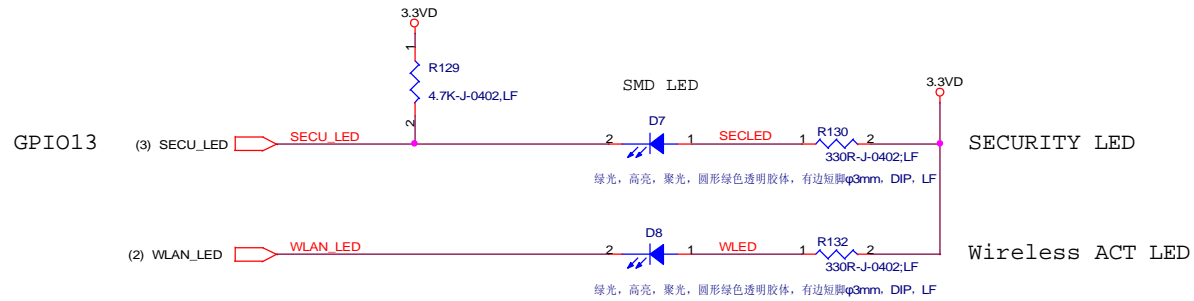 3.3VD
1
R129
4.7K-J-0402,LF
2
SMD LED
3.3VD
GPIO13
(3) SECU_LED
SECU_LED
2
D7
1
SECLED
1
R130
2
330R-J-0402;LF
SECURITY LED
绿光，高亮，聚光，圆形绿色透明胶体，有边短脚φ3mm，DIP，LF
(2) WLAN_LED
WLAN_LED
2
D8
1
WLED
1
R132
2
330R-J-0402;LF
Wireless ACT LED
绿光，高亮，聚光，圆形绿色透明胶体，有边短脚φ3mm，DIP，LF